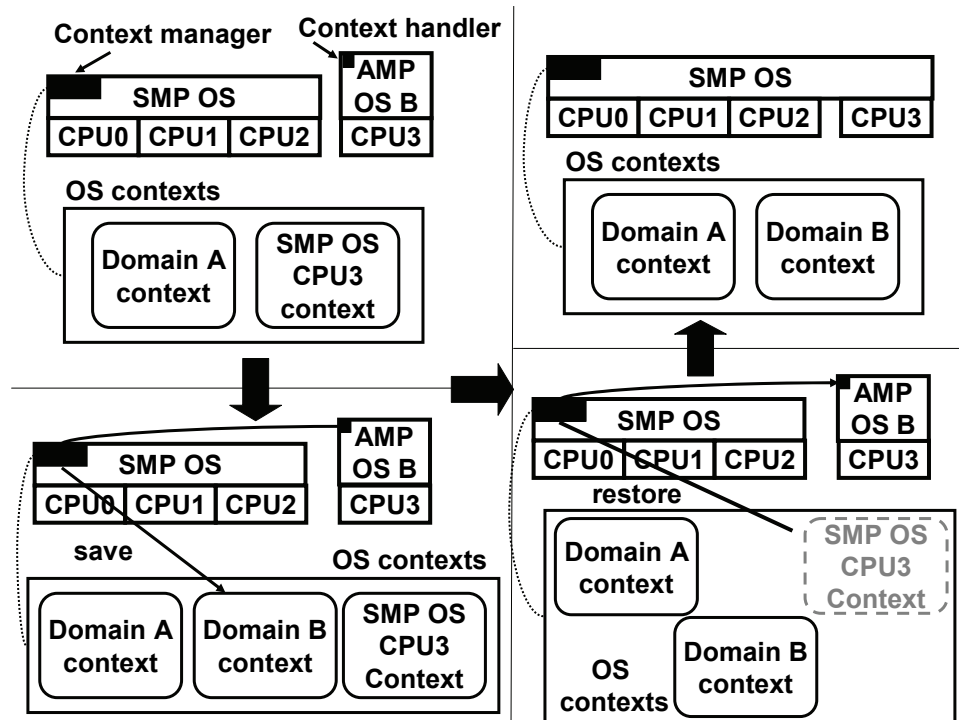 Context manager
Context handler
AMP
OS B
SMP OS
CPU0 CPU1 CPU2 CPU3
OS contexts
Domain A
context
SMP OS
CPU3
context
save
AMP
OS B
SMP OS
CPU0 CPU1 CPU2 CPU3
OS contexts
Domain A
context
Domain B
context
SMP OS
CPU3
Context
AMP
OS B
SMP OS
CPU0 CPU1 CPU2 CPU3
restore
Domain A
context
SMP OS
CPU3
Context
Domain B
context
OS
contexts
SMP OS
CPU0 CPU1 CPU2 CPU3
OS contexts
Domain A
context
Domain B
context